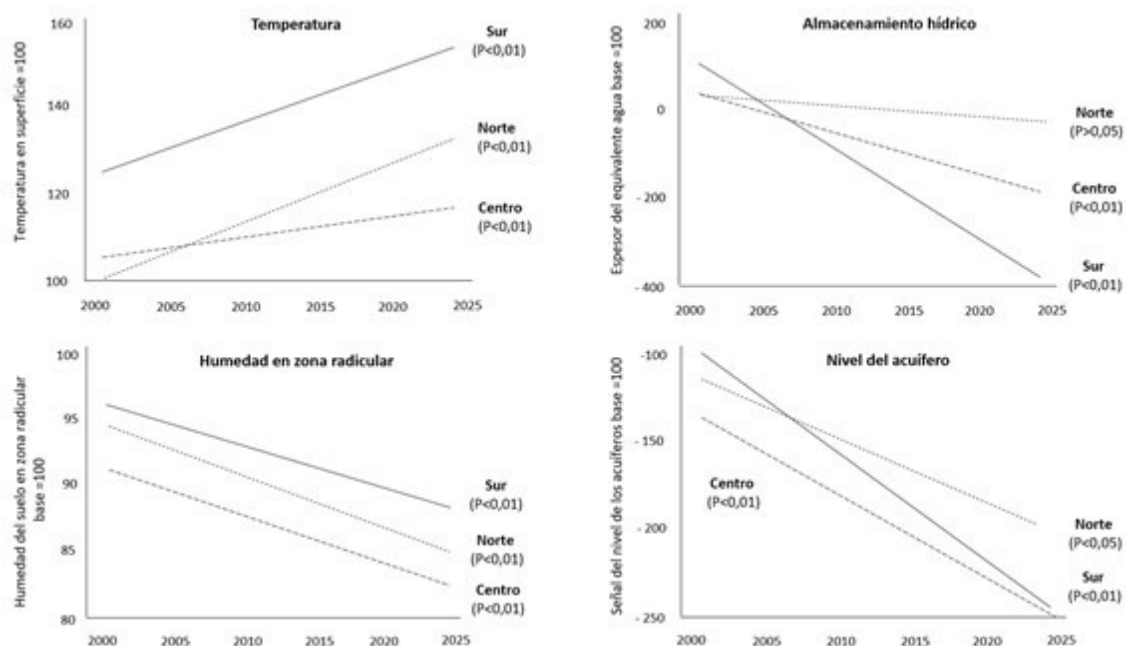 Temperatura
Temperatura en superficie =100
160
140
120
100
2000 2005 2010 2015 2020 2025
Sur
(P<0,01)
Norte
(P<0,01)
Centro
(P<0,01)
Almacenamiento hídrico
Espesor del equivalente agua base =100
200
0
- 200
- 400
2000 2005 2010 2015 2020 2025
Norte
(P>0,05)
Centro
(P<0,01)
Sur
(P<0,01)
Humedad en zona radicular
Humedad del suelo en zona radicular
base =100
100
95
90
85
80
2000 2005 2010 2015 2020 2025
Sur
(P<0,01)
Norte
(P<0,01)
Centro
(P<0,01)
Nivel del acuífero
Señal del nivel de los acuíferos base =100
-100
- 150
- 200
- 250
2000 2005 2010 2015 2020 2025
Centro
(P<0,01)
Norte
(P<0,05)
Sur
(P<0,01)